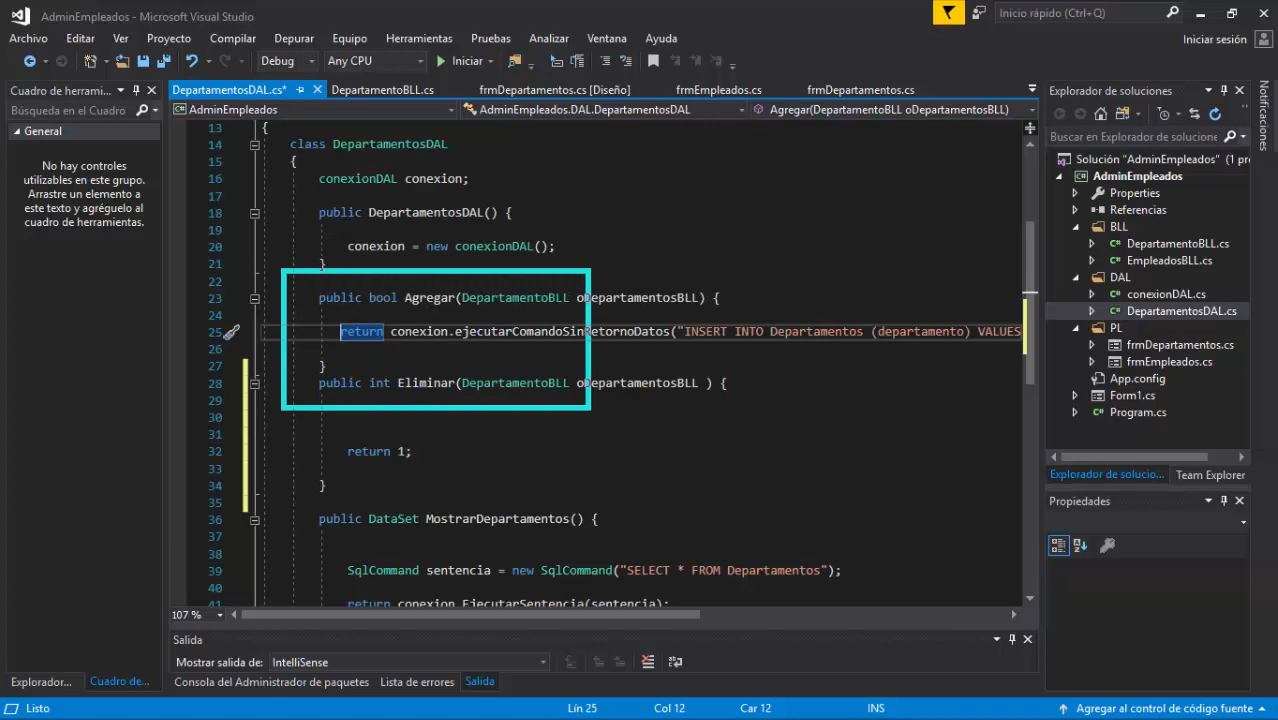 AdminEmpleados - Microsoft Visual Studio
Inicio rápido (Ctrl+Q)
Archivo Editar Ver Proyecto Compilar Depurar Equipo Herramientas Pruebas Analizar Ventana Ayuda
Iniciar sesión
Debug Any CPU Iniciar
Cuadro de herrami...
Búsqueda en el Cuadro
General
No hay controles
utilizables en este grupo.
Arrastre un elemento a
este texto y agréguelo al
cuadro de herramientas.
Explorador... Cuadro de...
DepartamentosDAL.cs* DepartamentoBLL.cs frmDepartamentos.cs [Diseño] frmEmpleados.cs frmDepartamentos.cs
AdminEmpleados AdminEmpleados.DAL.DepartamentosDAL Agregar(DepartamentoBLL oDepartamentosBLL)
13 {
14 class DepartamentosDAL
15 {
16 conexionDAL conexion;
17
18 public DepartamentosDAL() {
19
20 conexion = new conexionDAL();
21 }
22
23 public bool Agregar(DepartamentoBLL oDepartamentosBLL) {
24
25 return conexion.ejecutarComandoSinRetornoDatos("INSERT INTO Departamentos (departamento) VALUES
26
27 }
28 public int Eliminar(DepartamentoBLL oDepartamentosBLL ) {
29
30
31
32 return 1;
33
34 }
35
36 public DataSet MostrarDepartamentos() {
37
38
39 SqlCommand sentencia = new SqlCommand("SELECT * FROM Departamentos");
40
41 return conexion.EjecutarSentencia(sentencia);
107 %
Salida
Mostrar salida de: IntelliSense
Consola del Administrador de paquetes Lista de errores Salida
Explorador de soluciones
Buscar en Explorador de solucione
Solución "AdminEmpleados" (1 pr
AdminEmpleados
Properties
Referencias
BLL
DepartamentoBLL.cs
EmpleadosBLL.cs
DAL
conexionDAL.cs
DepartamentosDAL.cs
PL
frmDepartamentos.cs
frmEmpleados.cs
App.config
Form1.cs
Program.cs
Explorador de solucio... Team Explorer
Propiedades
Notificaciones
Listo Lín 25 Col 12 Car 12 INS Agregar al control de código fuente